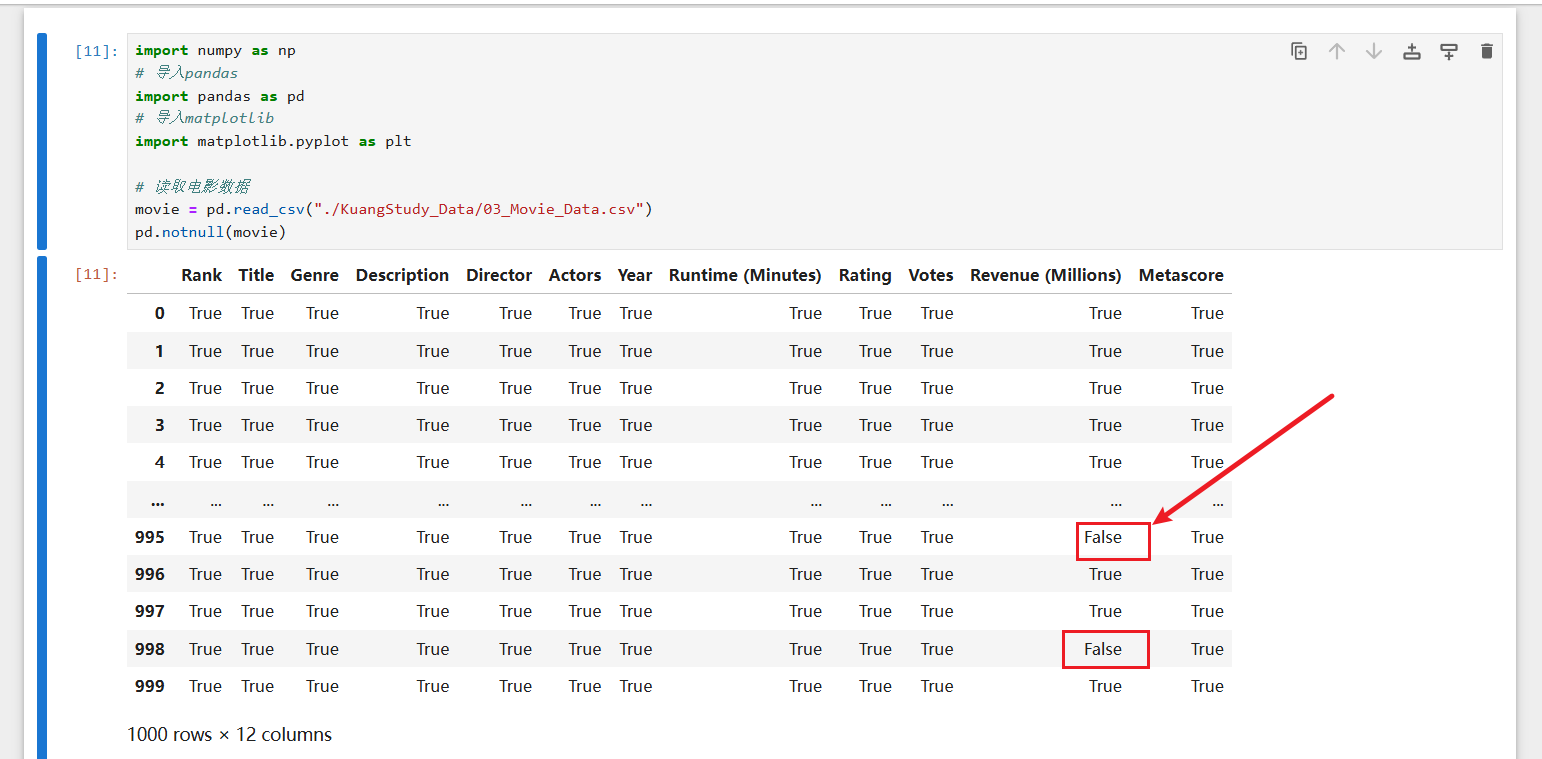 [11]:
import numpy as np
# 导入pandas
import pandas as pd
# 导入matplotlib
import matplotlib.pyplot as plt
# 读取电影数据
movie = pd.read_csv("./KuangStudy_Data/03_Movie_Data.csv")
pd.notnull(movie)
[11]:
Rank Title Genre Description Director Actors Year Runtime (Minutes) Rating Votes Revenue (Millions) Metascore
0 True True True True True True True True True True True True
1 True True True True True True True True True True True True
2 True True True True True True True True True True True True
3 True True True True True True True True True True True True
4 True True True True True True True True True True True True
... ... ... ... ... ... ... ... ... ... ... ... ...
995 True True True True True True True True True True False True
996 True True True True True True True True True True True True
997 True True True True True True True True True True True True
998 True True True True True True True True True True False True
999 True True True True True True True True True True True True
1000 rows × 12 columns